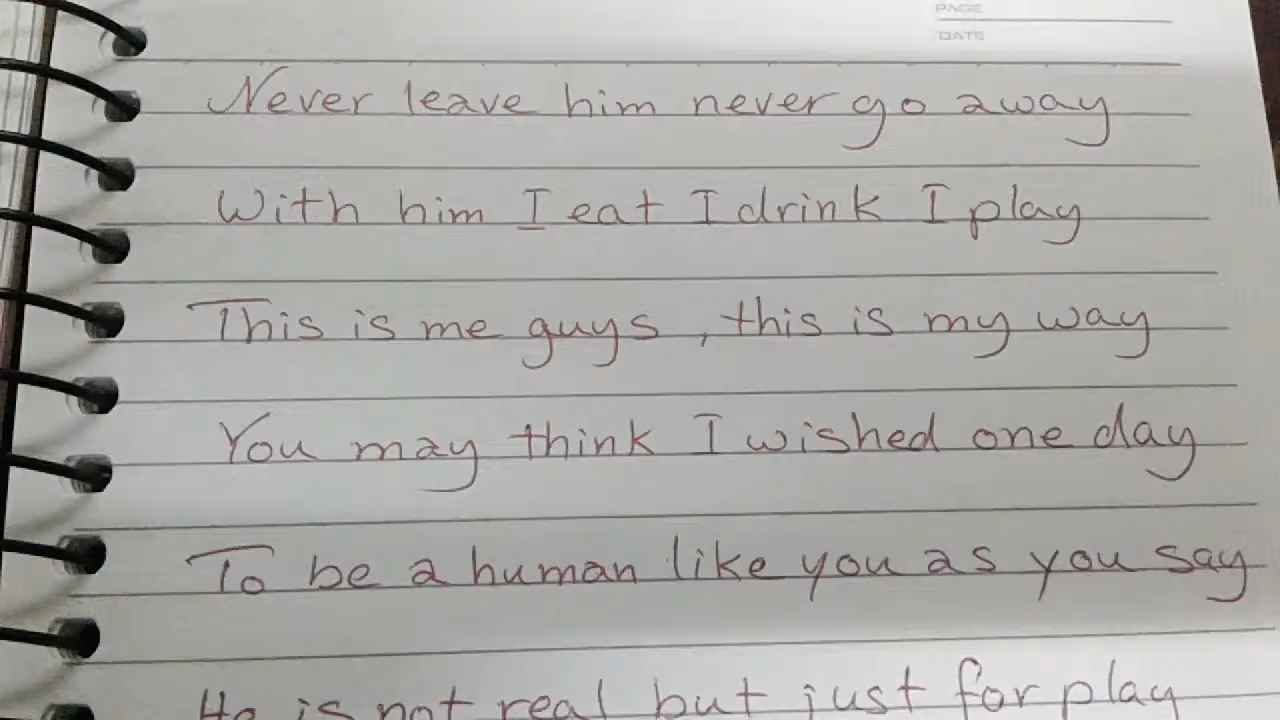 PAGE
DATE
Never leave him never go away
With him I eat I drink I play
This is me guys, this is my way
You may think I wished one day
To be a human like you as you say
He is not real but just for play